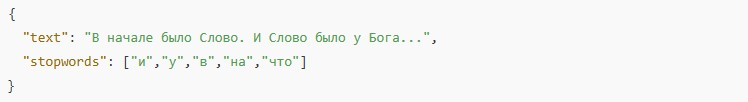 {
"text": "В начале было Слово. И Слово было у Бога...",
"stopwords": ["и","у","в","на","что"]
}